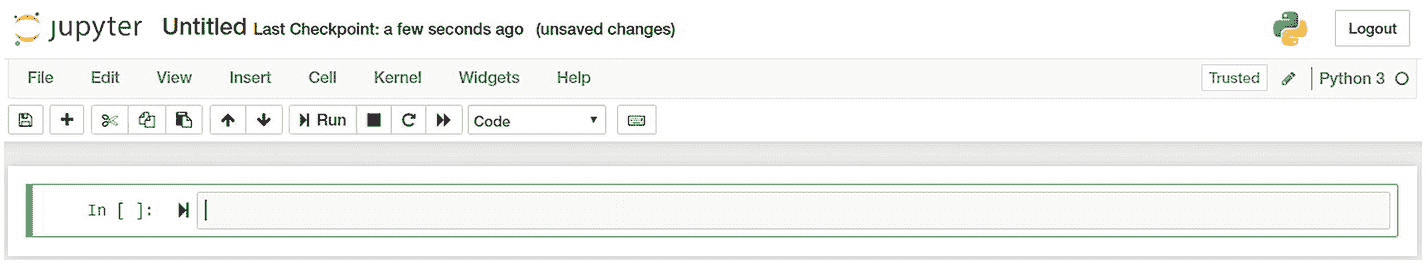 jupyter Untitled Last Checkpoint: a few seconds ago (unsaved changes) Logout
File Edit View Insert Cell Kernel Widgets Help Trusted Python 3
Run Code
In [ ]: